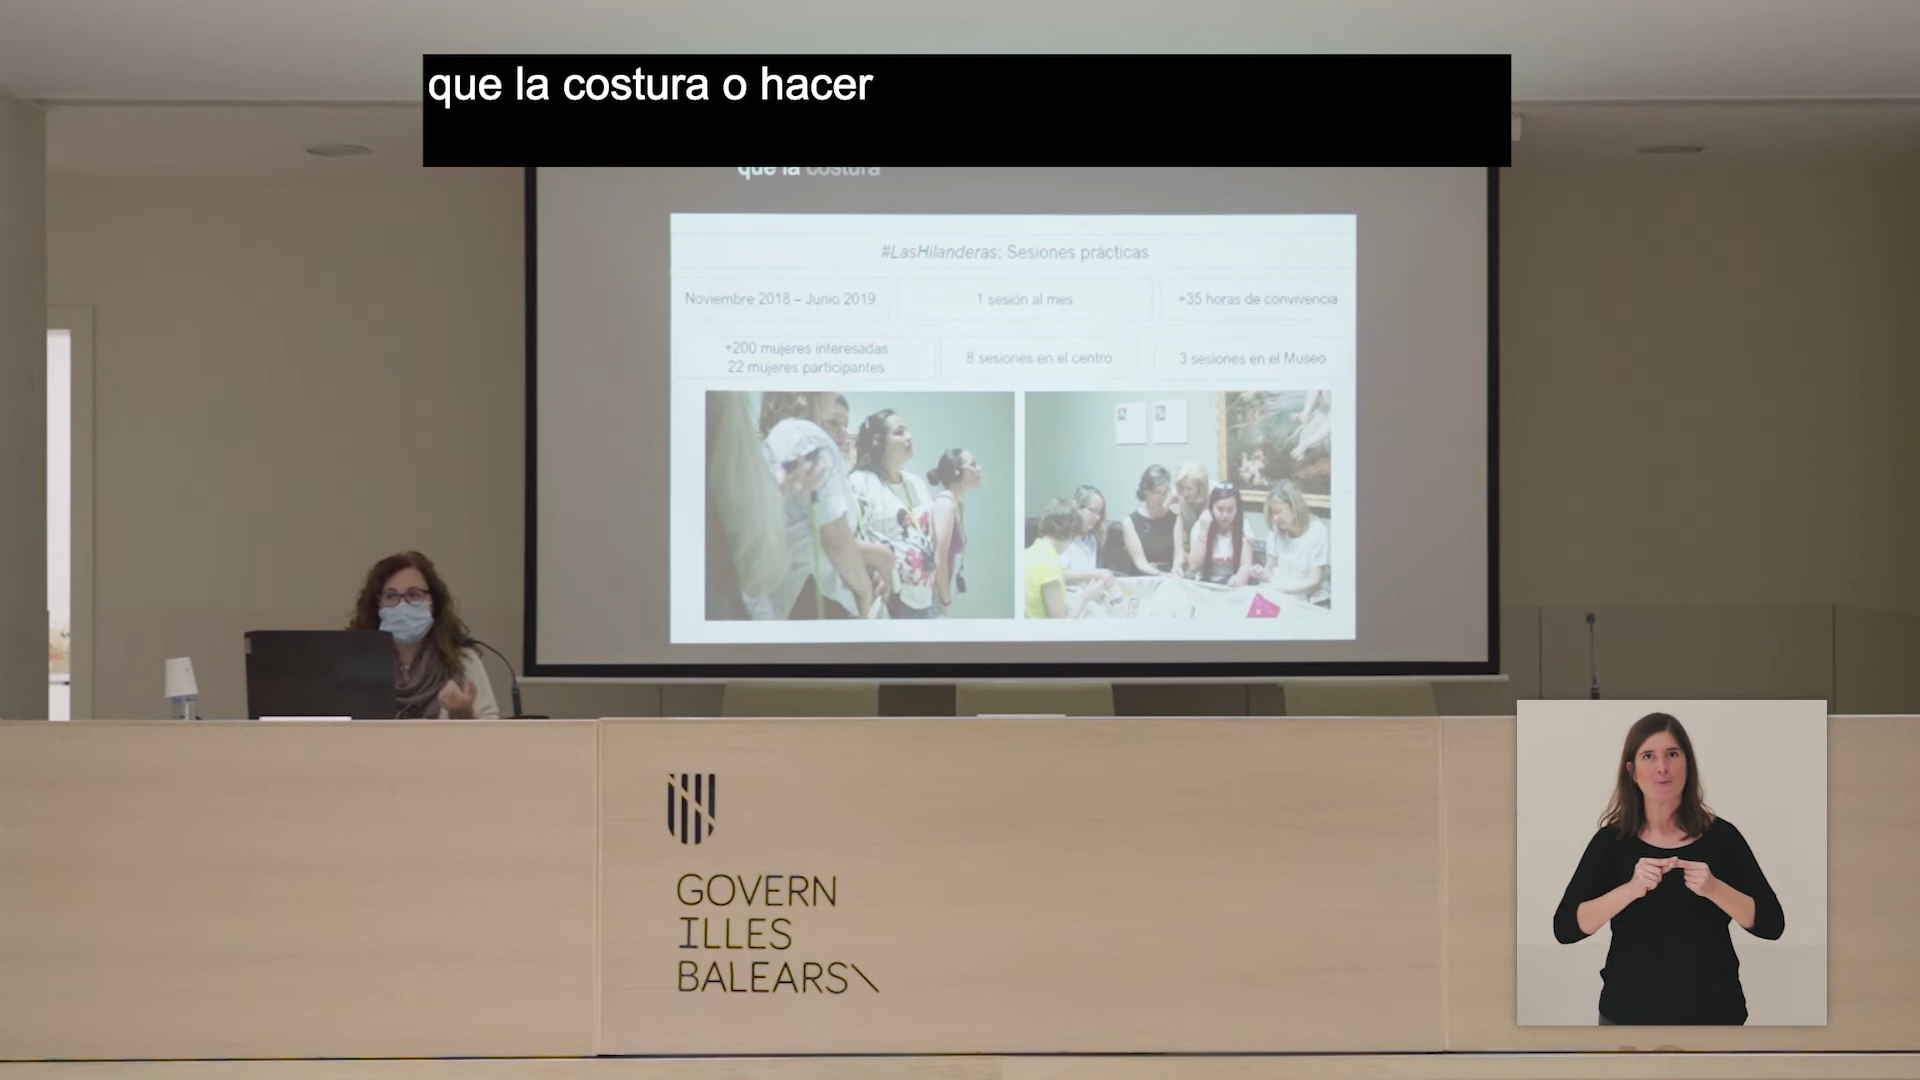 que la costura o hacer
que la costura
#LasHilanderas: Sesiones prácticas
Noviembre 2018 – Junio 2019
1 sesión al mes
+35 horas de convivencia
+200 mujeres interesadas
22 mujeres participantes
8 sesiones en el centro
3 sesiones en el Museo
GOVERN
ILLES
BALEARS